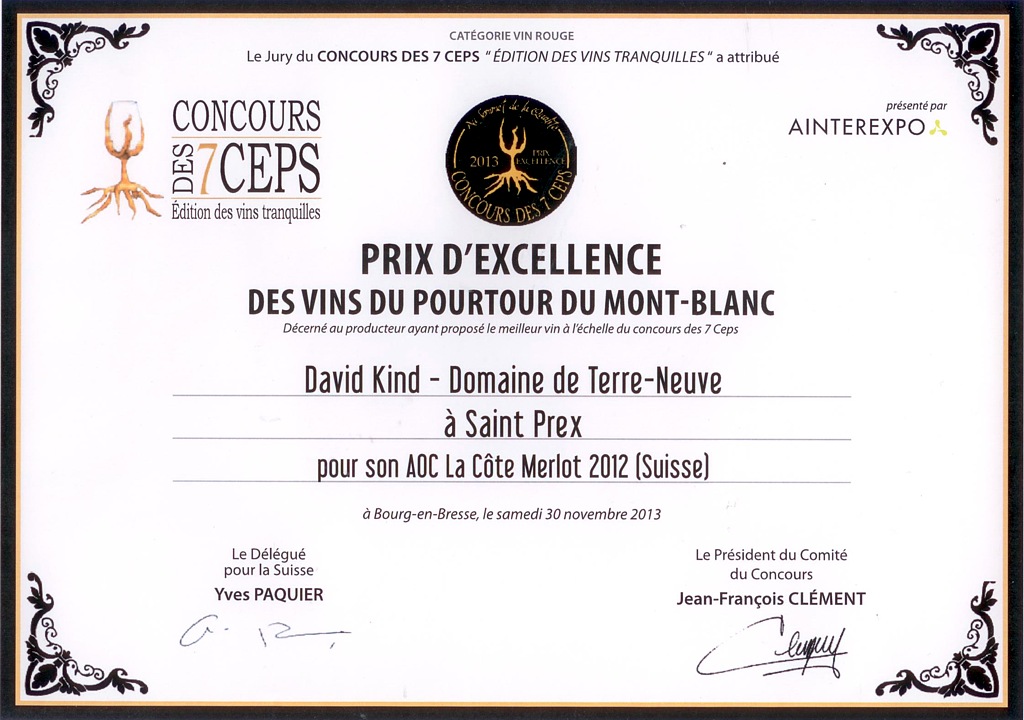 CATÉGORIE VIN ROUGE
Le Jury du CONCOURS DES 7 CEPS "ÉDITION DES VINS TRANQUILLES" a attribué
CONCOURS
DES 7 CEPS
Édition des vins tranquilles
Au sommet de la qualité
2013
PRIX
EXCELLENCE
CONCOURS DES 7 CEPS
présenté par
AINTEREXPO
PRIX D'EXCELLENCE
DES VINS DU POURTOUR DU MONT-BLANC
Décerné au producteur ayant proposé le meilleur vin à l'échelle du concours des 7 Ceps
David Kind - Domaine de Terre-Neuve
à Saint Prex
pour son AOC La Côte Merlot 2012 (Suisse)
à Bourg-en-Bresse, le samedi 30 novembre 2013
Le Délégué
pour la Suisse
Yves PAQUIER
Le Président du Comité
du Concours
Jean-François CLÉMENT